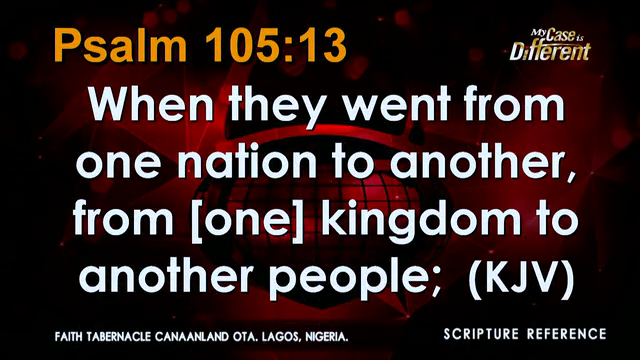 Psalm 105:13
My
Case is
Different
When they went from
one nation to another,
from [one] kingdom to
another people; (KJV)
FAITH TABERNACLE CANAANLAND OTA. LAGOS, NIGERIA.
SCRIPTURE REFERENCE